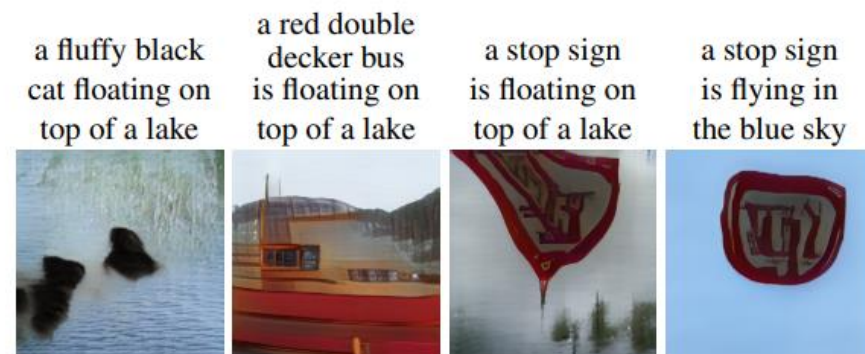 a fluffy black
cat floating on
top of a lake
a red double
decker bus
is floating on
top of a lake
a stop sign
is floating on
top of a lake
a stop sign
is flying in
the blue sky